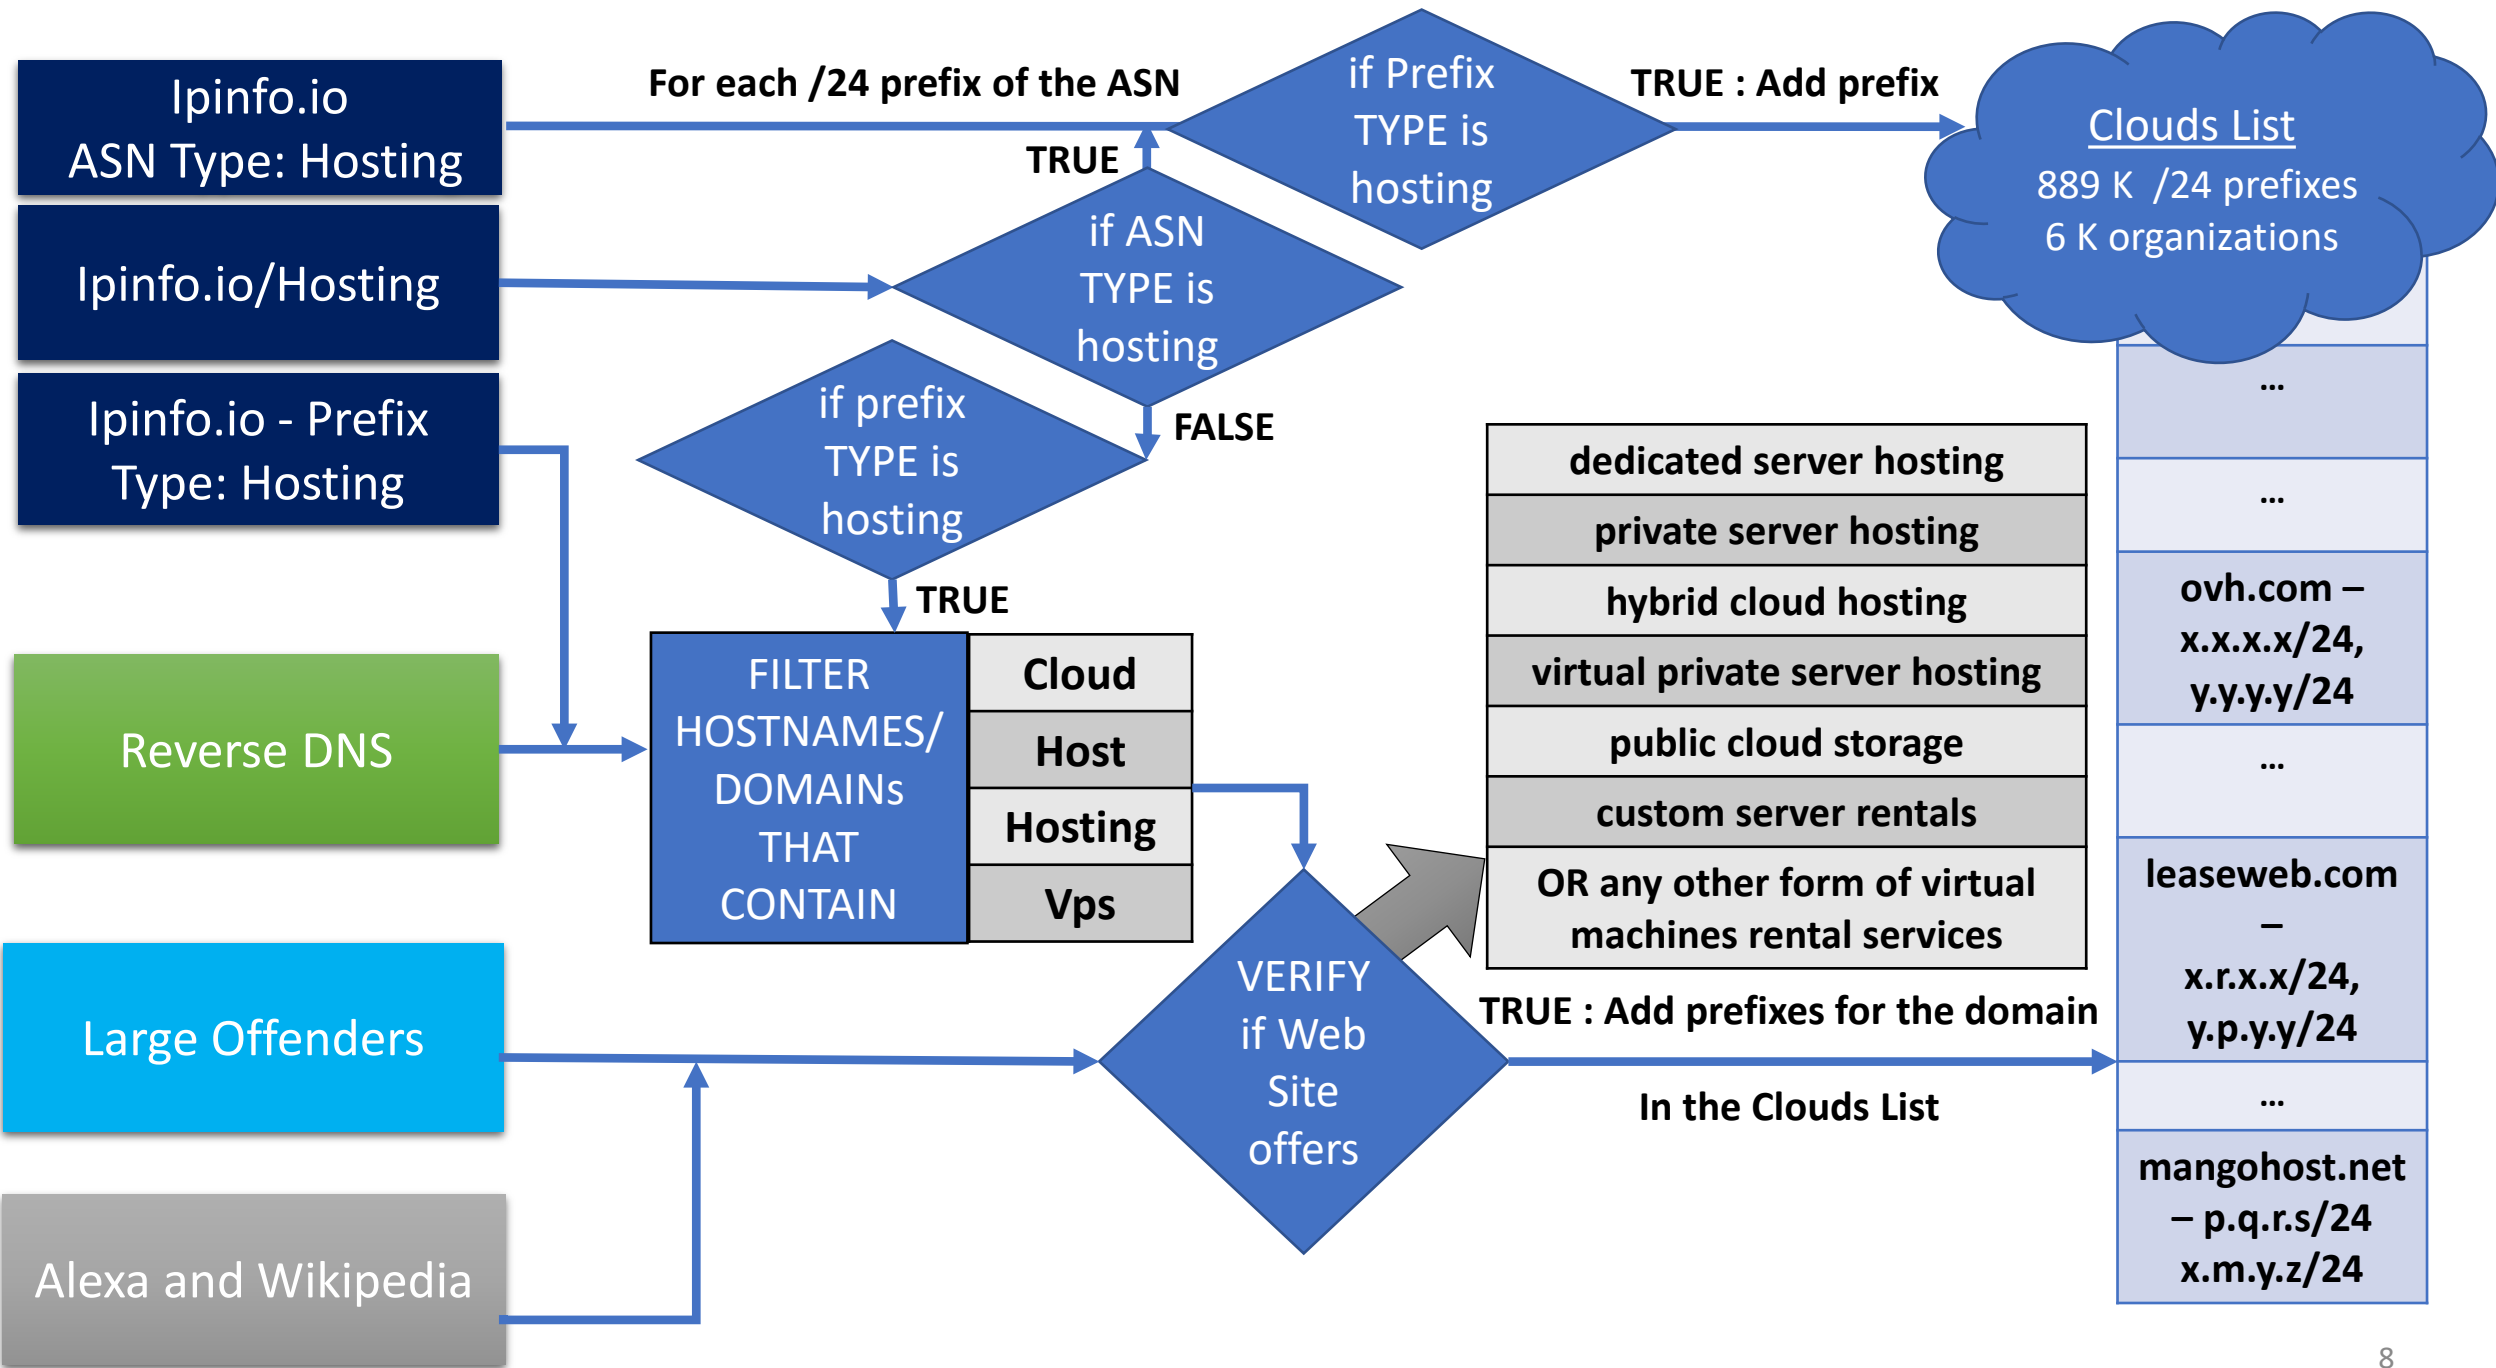 Ipinfo.io
ASN Type: Hosting
For each /24 prefix of the ASN
if Prefix
TYPE is
hosting
TRUE : Add prefix
Clouds List
889 K  /24 prefixes
6 K organizations
TRUE
Ipinfo.io/Hosting
if ASN
TYPE is
hosting
FALSE
Ipinfo.io - Prefix
Type: Hosting
if prefix
TYPE is
hosting
TRUE
Reverse DNS
FILTER
HOSTNAMES/
DOMAINs
THAT
CONTAIN
Cloud
Host
Hosting
Vps
dedicated server hosting
private server hosting
hybrid cloud hosting
virtual private server hosting
public cloud storage
custom server rentals
OR any other form of virtual
machines rental services
Large Offenders
Alexa and Wikipedia
VERIFY
if Web
Site
offers
TRUE : Add prefixes for the domain
In the Clouds List
...
...
ovh.com –
x.x.x.x/24,
y.y.y.y/24
...
leaseweb.com
–
x.r.x.x/24,
y.p.y.y/24
...
mangohost.net
– p.q.r.s/24
x.m.y.z/24
8